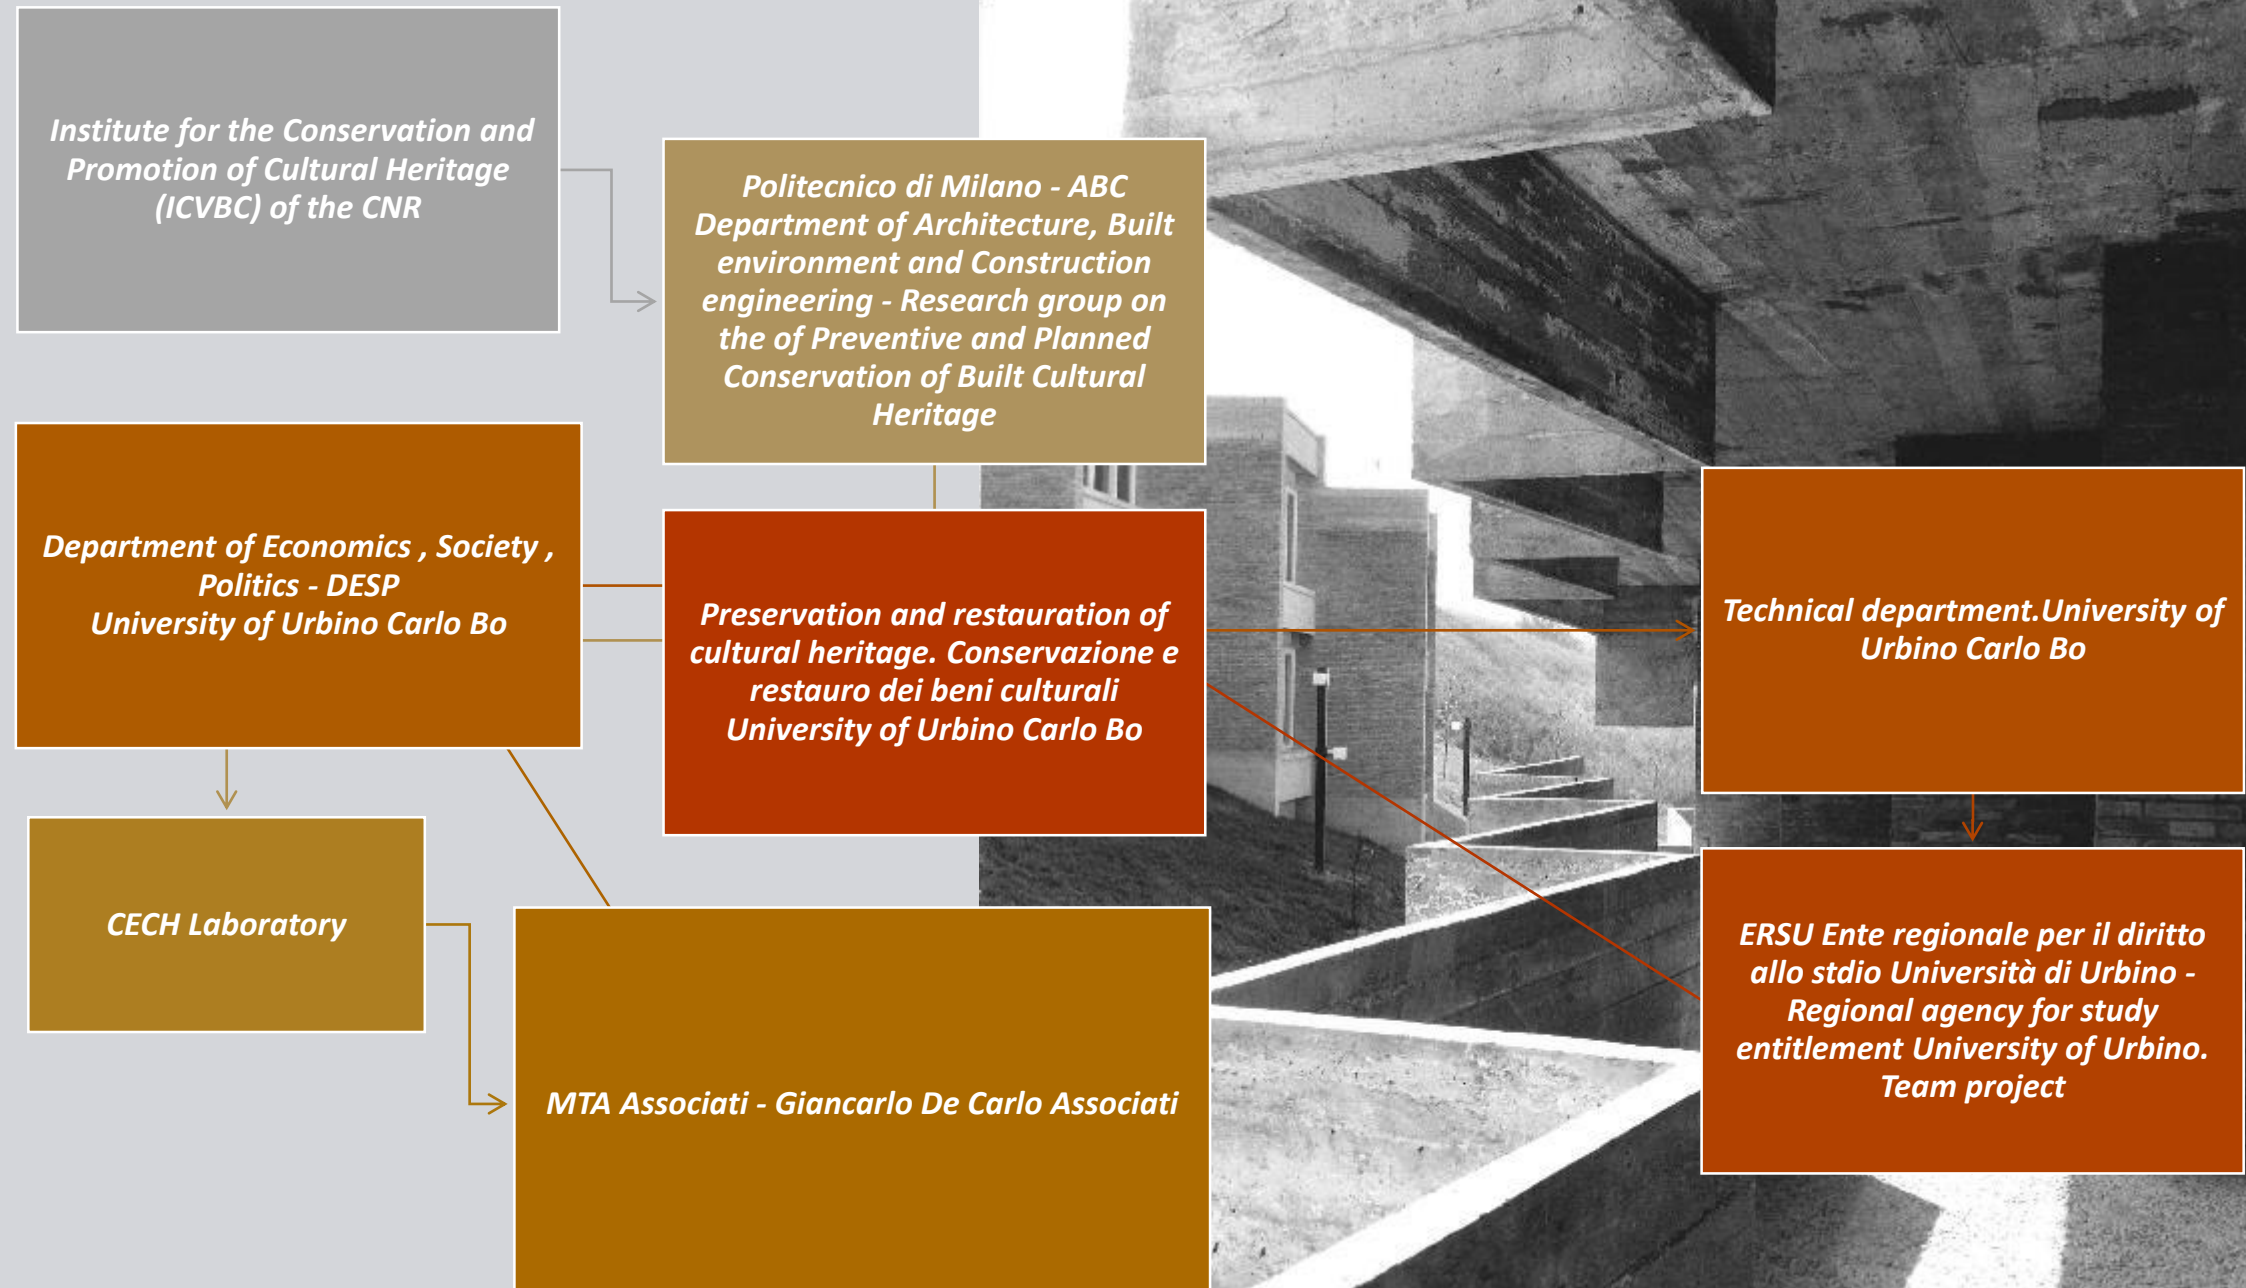 Institute for the Conservation and
Promotion of Cultural Heritage
(ICVBC) of the CNR
Politecnico di Milano - ABC
Department of Architecture, Built
environment and Construction
engineering - Research group on
the of Preventive and Planned
Conservation of Built Cultural
Heritage
Department of Economics , Society ,
Politics - DESP
University of Urbino Carlo Bo
Preservation and restauration of
cultural heritage. Conservazione e
restauro dei beni culturali
University of Urbino Carlo Bo
Technical department.University of
Urbino Carlo Bo
CECH Laboratory
MTA Associati - Giancarlo De Carlo Associati
ERSU Ente regionale per il diritto
allo stdio Università di Urbino -
Regional agency for study
entitlement University of Urbino.
Team project